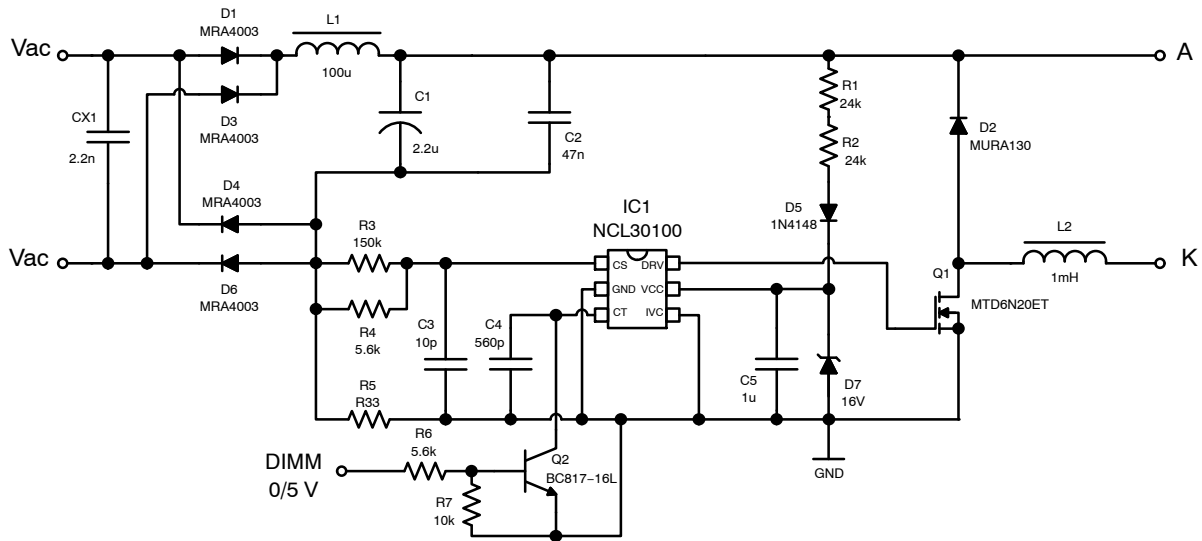 D1
MRA4003
L1
Vac
A
100u
R1
24k
C1
CX1
D3
MRA4003
D2
MURA130
2.2n
2.2u
C2
47n
R2
24k
D4
MRA4003
IC1
NCL30100
D5
1N4148
R3
150k
L2
Vac
K
CS
DRV
1mH
D6
MRA4003
Q1
GND
VCC
MTD6N20ET
R4
5.6k
CT
IVC
C3
10p
C4
560p
R5
R33
C5
1u
D7
16V
R6
5.6k
DIMM
0/5 V
Q2
BC817-16L
GND
R7
10k